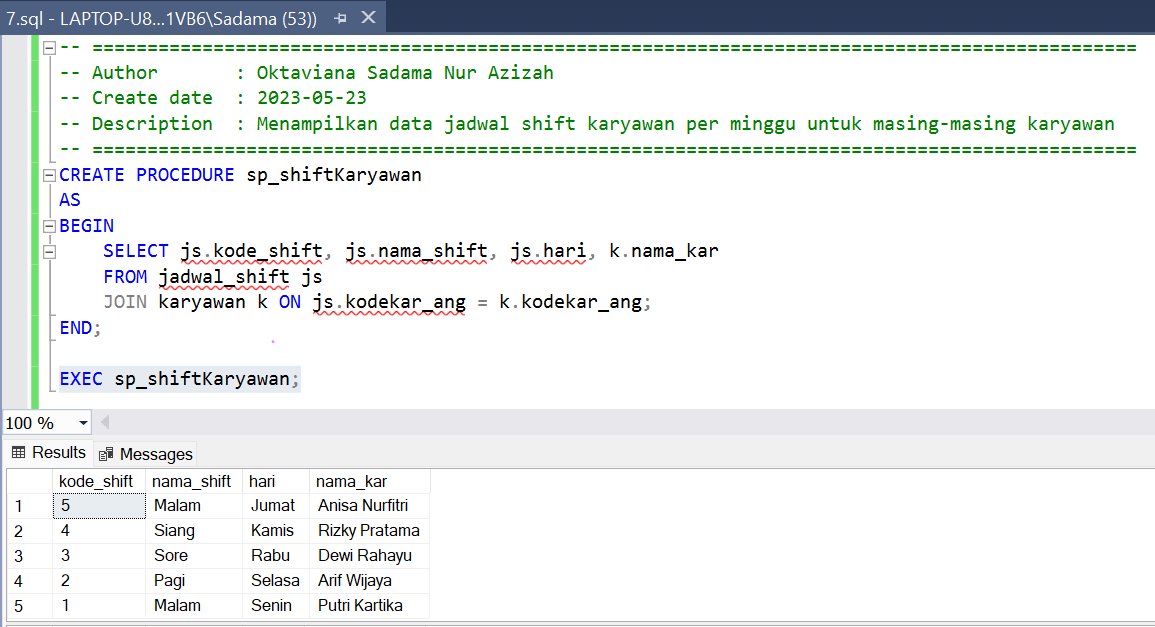 7.sql - LAPTOP-U8...1VB6\Sadama (53))
-- ===============================================================================================
-- Author       : Oktaviana Sadama Nur Azizah
-- Create date  : 2023-05-23
-- Description  : Menampilkan data jadwal shift karyawan per minggu untuk masing-masing karyawan
-- ===============================================================================================
CREATE PROCEDURE sp_shiftKaryawan
AS
BEGIN
    SELECT js.kode_shift, js.nama_shift, js.hari, k.nama_kar
    FROM jadwal_shift js
    JOIN karyawan k ON js.kodekar_ang = k.kodekar_ang;
END;
EXEC sp_shiftKaryawan;
100 %
Results Messages
kode_shift nama_shift hari nama_kar
1 5 Malam Jumat Anisa Nurfitri
2 4 Siang Kamis Rizky Pratama
3 3 Sore Rabu Dewi Rahayu
4 2 Pagi Selasa Arif Wijaya
5 1 Malam Senin Putri Kartika